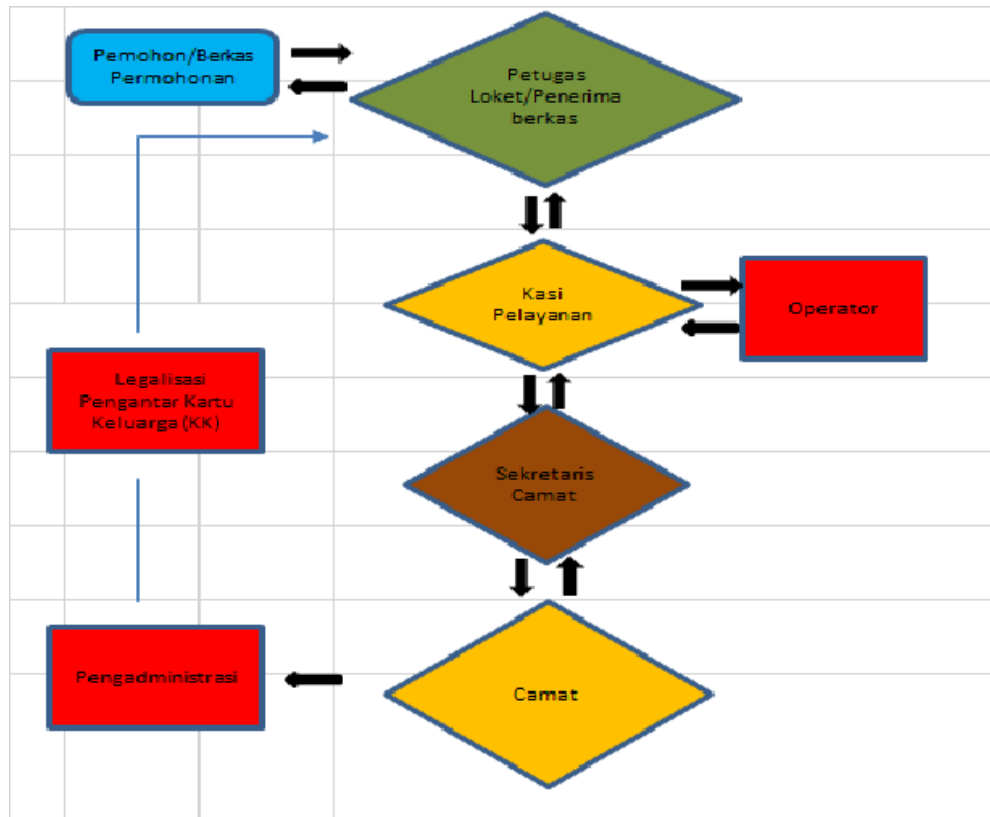 Pemohon/Berkas
Permohonan
Petugas
Loket/Penerima
berkas
Kasi
Pelayanan
Operator
Legalisasi
Pengantar Kartu
Keluarga (KK)
Sekretaris
Camat
Pengadministrasi
Camat